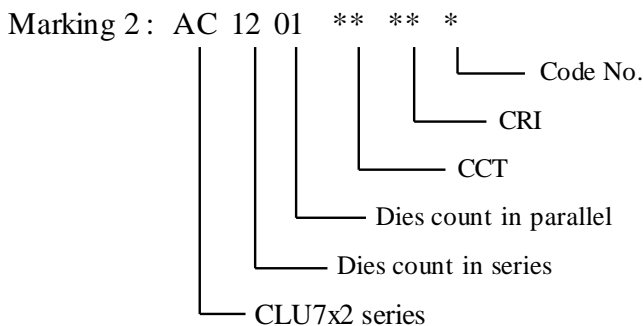 Marking 2 : AC 12 01 ** ** *
Code No.
CRI
CCT
Dies count in parallel
Dies count in series
CLU7x2 series